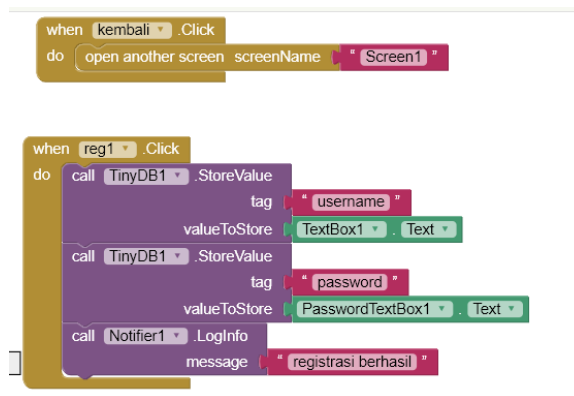 when kembali .Click
do open another screen screenName " Screen1 "
when reg1 .Click
do call TinyDB1 .StoreValue
tag " username "
valueToStore TextBox1 . Text
call TinyDB1 .StoreValue
tag " password "
valueToStore PasswordTextBox1 . Text
call Notifier1 .LogInfo
message " registrasi berhasil "